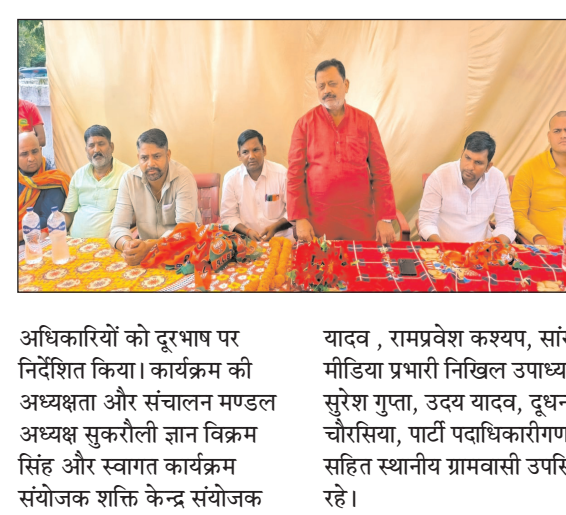 अधिकारियों को दूरभाष पर
निर्देशित किया। कार्यक्रम की
अध्यक्षता और संचालन मण्डल
अध्यक्ष सुकरौली ज्ञान विक्रम
सिंह और स्वागत कार्यक्रम
संयोजक शक्ति केन्द्र संयोजक
यादव , रामप्रवेश कश्यप,
मीडिया प्रभारी निखिल
सुरेश गुप्ता, उदय यादव,
चौरसिया, पार्टी पदाधिकारीगण
सहित स्थानीय ग्रामवासी
रहे।